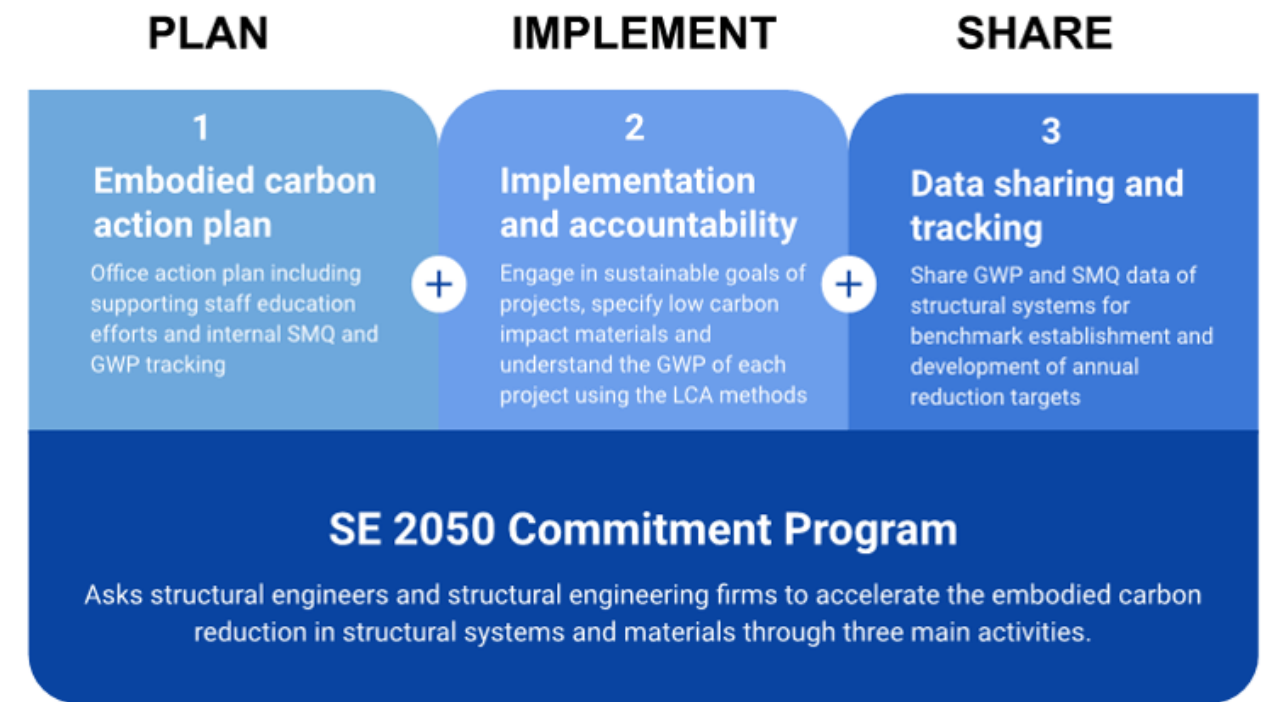 PLAN
IMPLEMENT
SHARE
1
Embodied carbon
action plan
Office action plan including
supporting staff education
efforts and internal SMQ and
GWP tracking
+
2
Implementation
and accountability
Engage in sustainable goals of
projects, specify low carbon
impact materials and
understand the GWP of each
project using the LCA methods
+
3
Data sharing and
tracking
Share GWP and SMQ data of
structural systems for
benchmark establishment and
development of annual
reduction targets
SE 2050 Commitment Program
Asks structural engineers and structural engineering firms to accelerate the embodied carbon
reduction in structural systems and materials through three main activities.